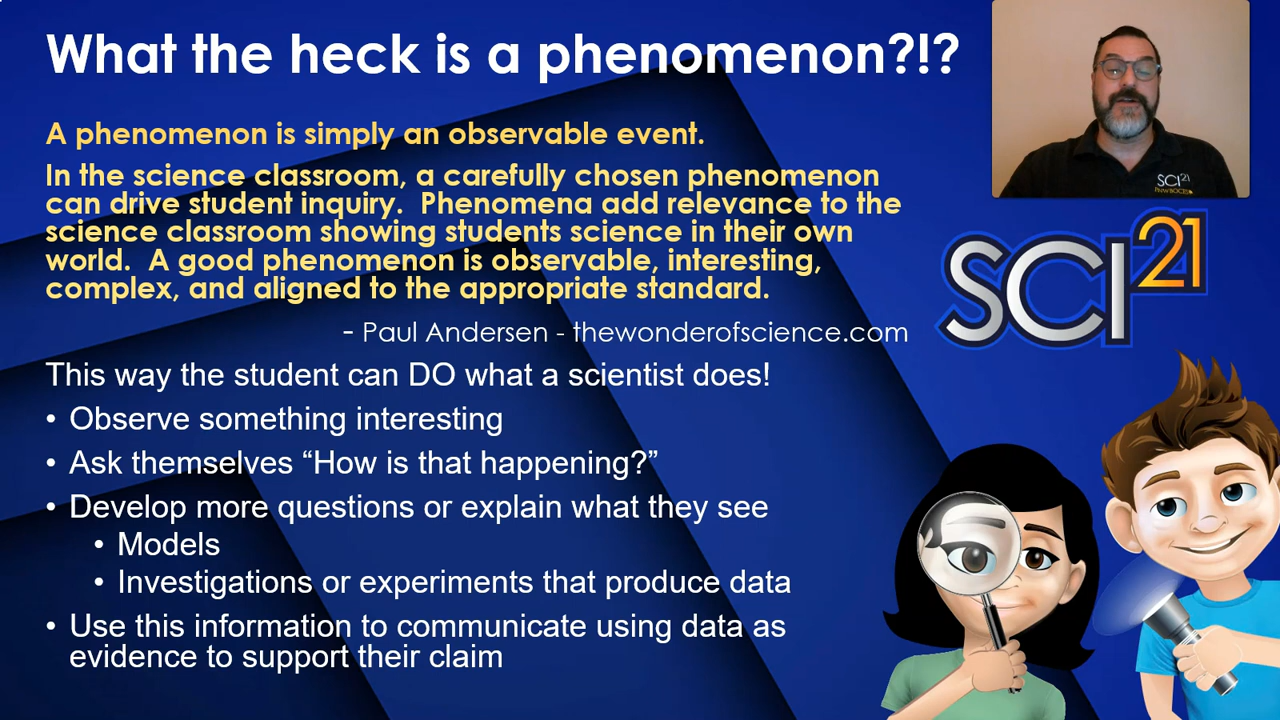 What the heck is a phenomenon?!?
A phenomenon is simply an observable event.
In the science classroom, a carefully chosen phenomenon
can drive student inquiry.  Phenomena add relevance to the
science classroom showing students science in their own
world.  A good phenomenon is observable, interesting,
complex, and aligned to the appropriate standard.
- Paul Andersen - thewonderofscience.com
This way the student can DO what a scientist does!
• Observe something interesting
• Ask themselves “How is that happening?”
• Develop more questions or explain what they see
• Models
• Investigations or experiments that produce data
• Use this information to communicate using data as
evidence to support their claim
SCI21
SCI21